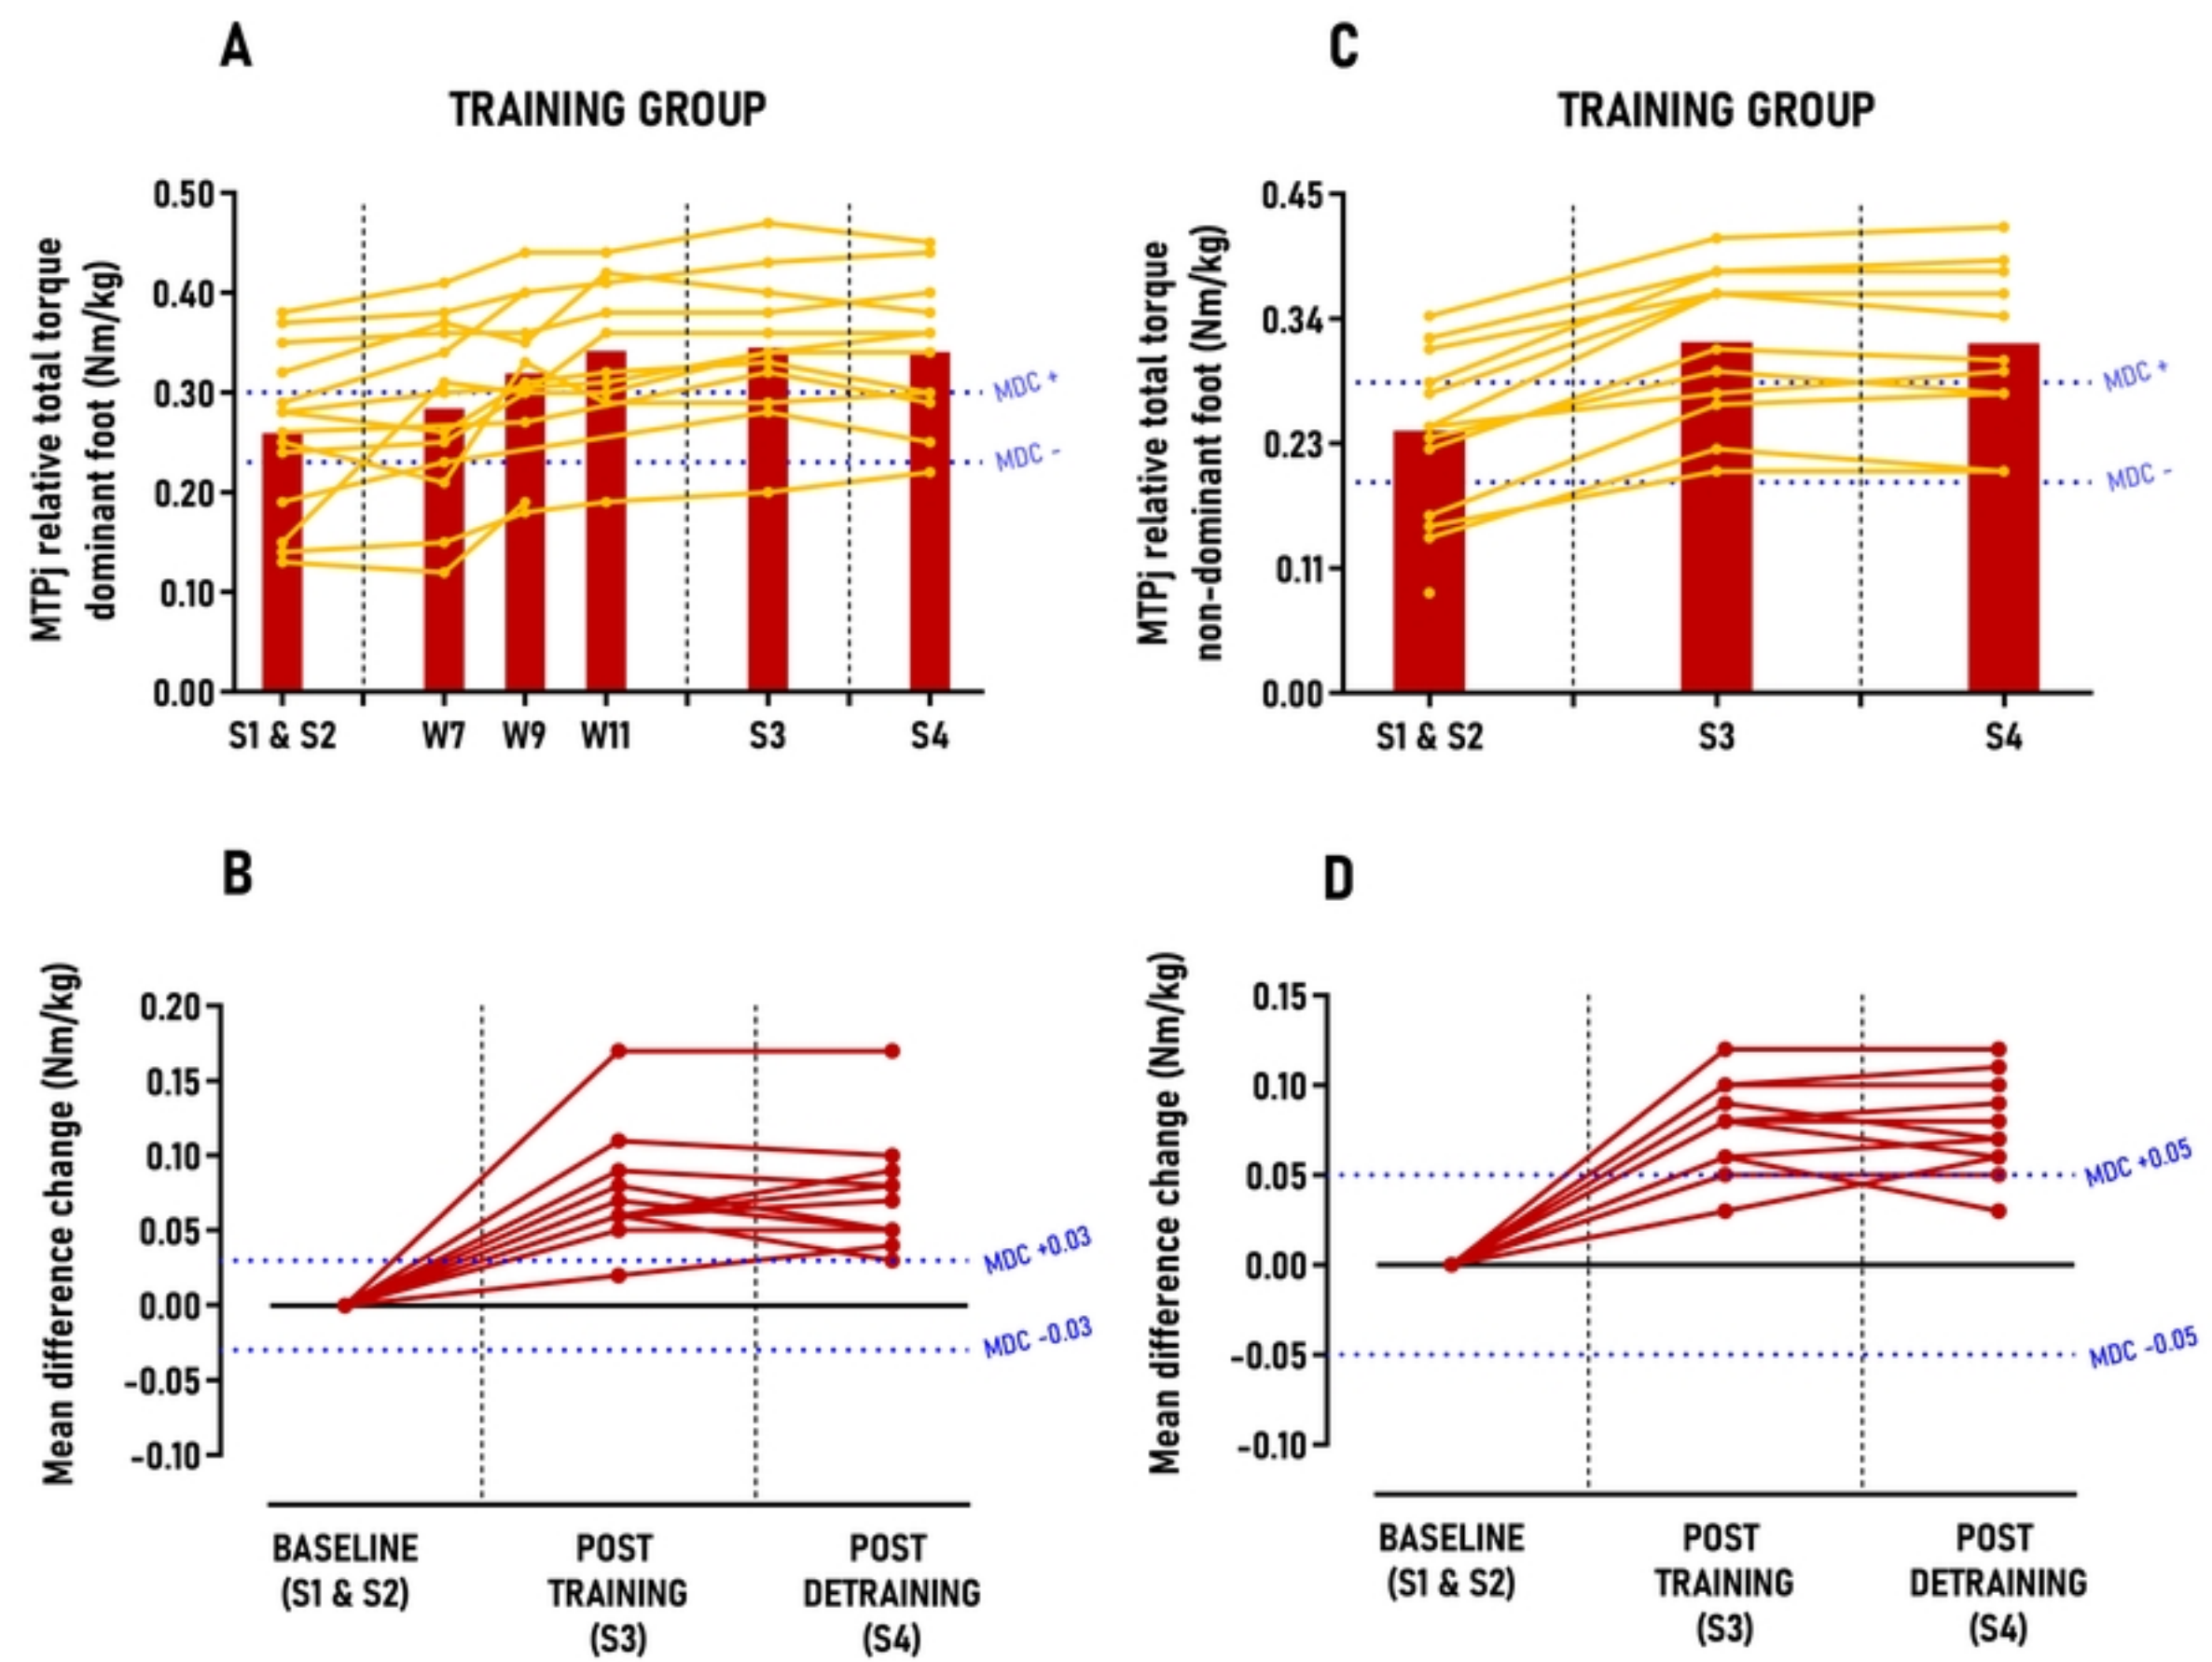 A
TRAINING GROUP
MTPj relative total torque
dominant foot (Nm/kg)
0.50
0.40
0.30
0.20
0.10
0.00
MDC +
MDC -
S1 & S2 W7 W9 W11 S3 S4
C
TRAINING GROUP
MTPj relative total torque
non-dominant foot (Nm/kg)
0.45
0.34
0.23
0.11
0.00
MDC +
MDC -
S1 & S2 S3 S4
B
Mean difference change (Nm/kg)
0.20
0.15
0.10
0.05
0.00
-0.05
-0.10
MDC +0.03
MDC -0.03
BASELINE
(S1 & S2)
POST
TRAINING
(S3)
POST
DETRAINING
(S4)
D
Mean difference change (Nm/kg)
0.15
0.10
0.05
0.00
-0.05
-0.10
MDC +0.05
MDC -0.05
BASELINE
(S1 & S2)
POST
TRAINING
(S3)
POST
DETRAINING
(S4)